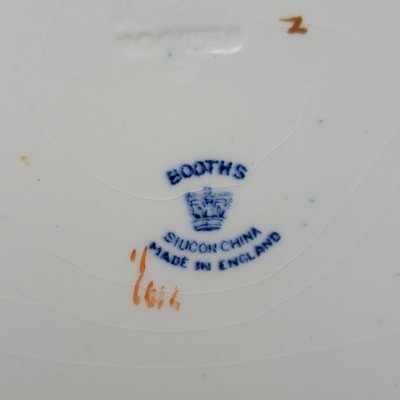 Z
BOOTHS
SILICON CHINA
MADE IN ENGLAND